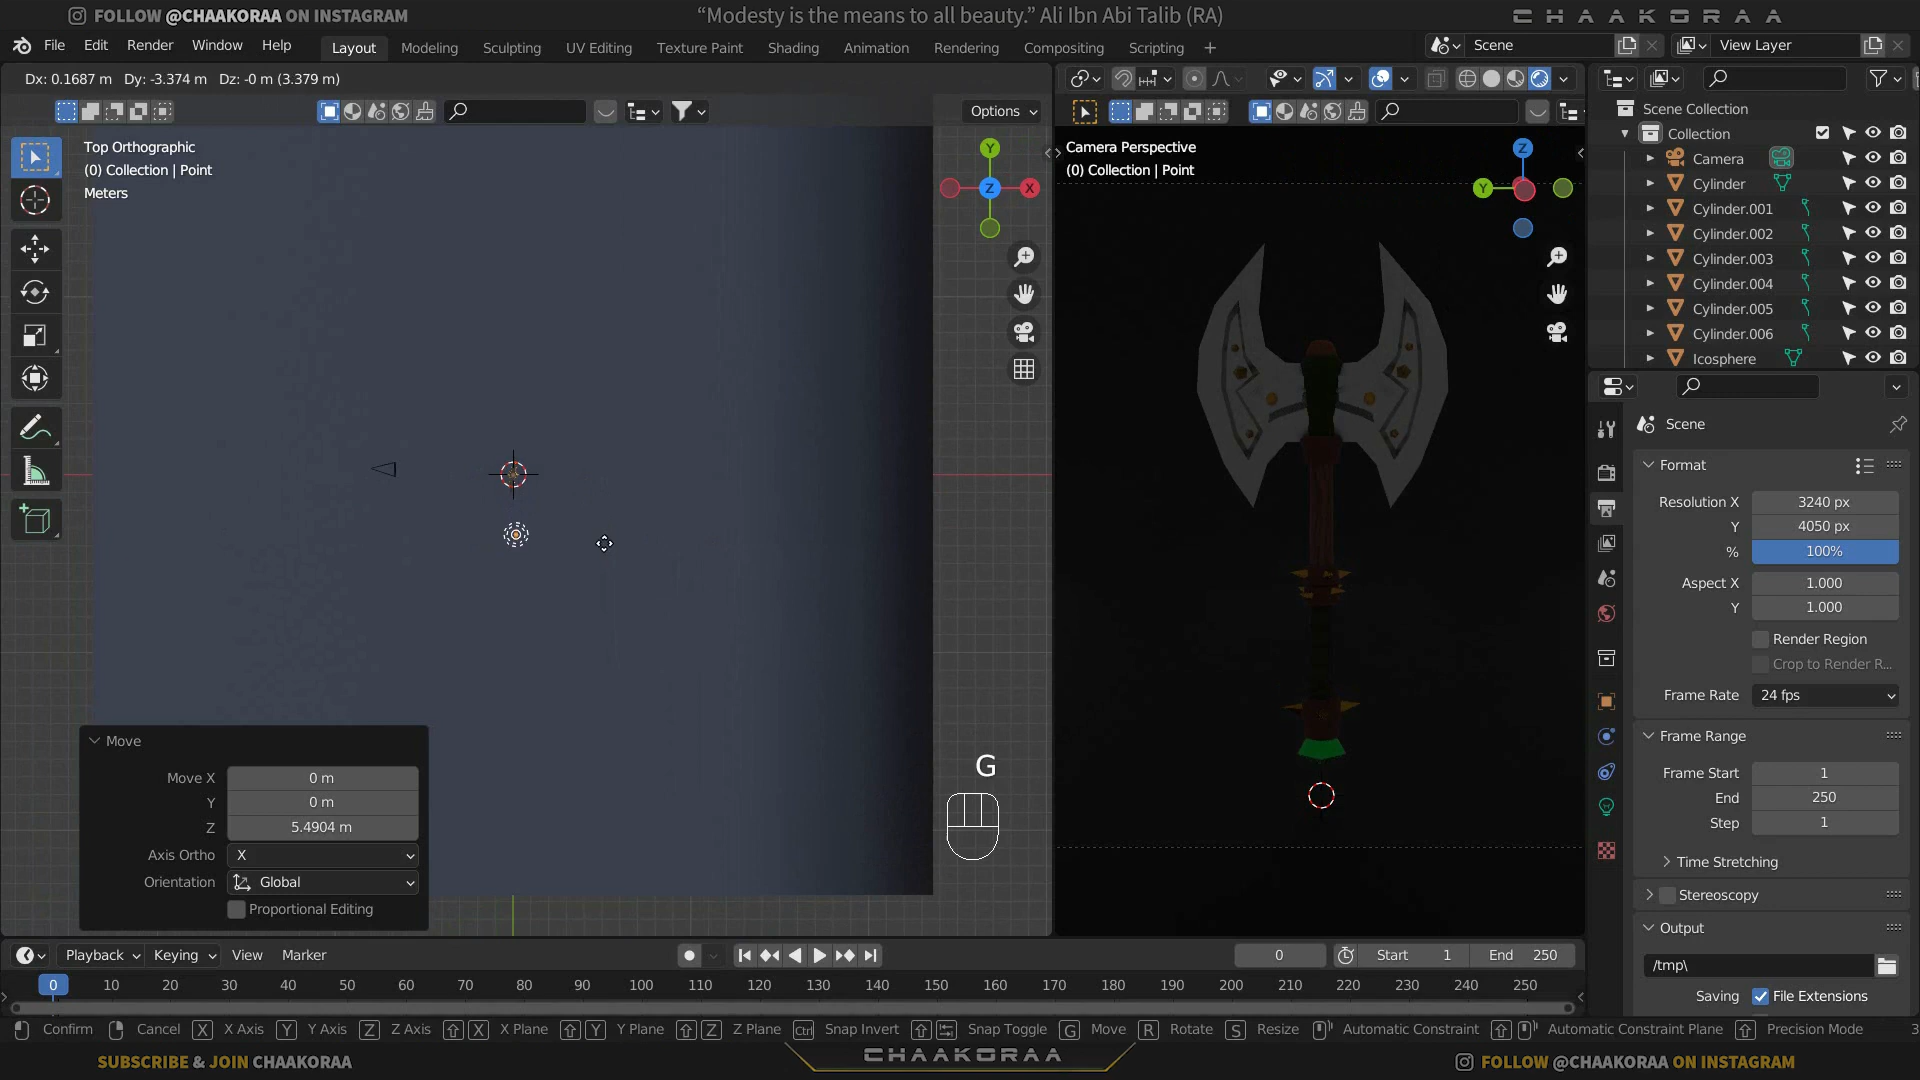 FOLLOW @CHAAKORAA ON INSTAGRAM
“Modesty is the means to all beauty.” Ali Ibn Abi Talib (RA)
CHAAKORAA
File Edit Render Window Help
Layout Modeling Sculpting UV Editing Texture Paint Shading Animation Rendering Compositing Scripting
Scene
View Layer
Dx: 0.1687 m Dy: -3.374 m Dz: -0 m (3.379 m)
Options
Top Orthographic
(0) Collection | Point
Meters
Y
X
Z
Camera Perspective
(0) Collection | Point
Z
Y
Scene Collection
Collection
Camera
Cylinder
Cylinder.001
Cylinder.002
Cylinder.003
Cylinder.004
Cylinder.005
Cylinder.006
Icosphere
Scene
Format
Resolution X 3240 px
Y 4050 px
% 100%
Aspect X 1.000
Y 1.000
Render Region
Crop to Render R...
Frame Rate 24 fps
Frame Range
Frame Start 1
End 250
Step 1
Time Stretching
Stereoscopy
Output
/tmp\
Saving File Extensions
Move
Move X 0 m
Y 0 m
Z 5.4904 m
Axis Ortho X
Orientation Global
Proportional Editing
G
Playback Keying View Marker
0
Start 1
End 250
0 10 20 30 40 50 60 70 80 90 100 110 120 130 140 150 160 170 180 190 200 210 220 230 240 250
Confirm Cancel X X Axis Y Y Axis Z Z Axis X X Plane Y Y Plane Z Z Plane Ctrl Snap Invert Snap Toggle G Move R Rotate S Resize Automatic Constraint Automatic Constraint Plane Precision Mode 3
SUBSCRIBE & JOIN CHAAKORAA
CHAAKORAA
FOLLOW @CHAAKORAA ON INSTAGRAM